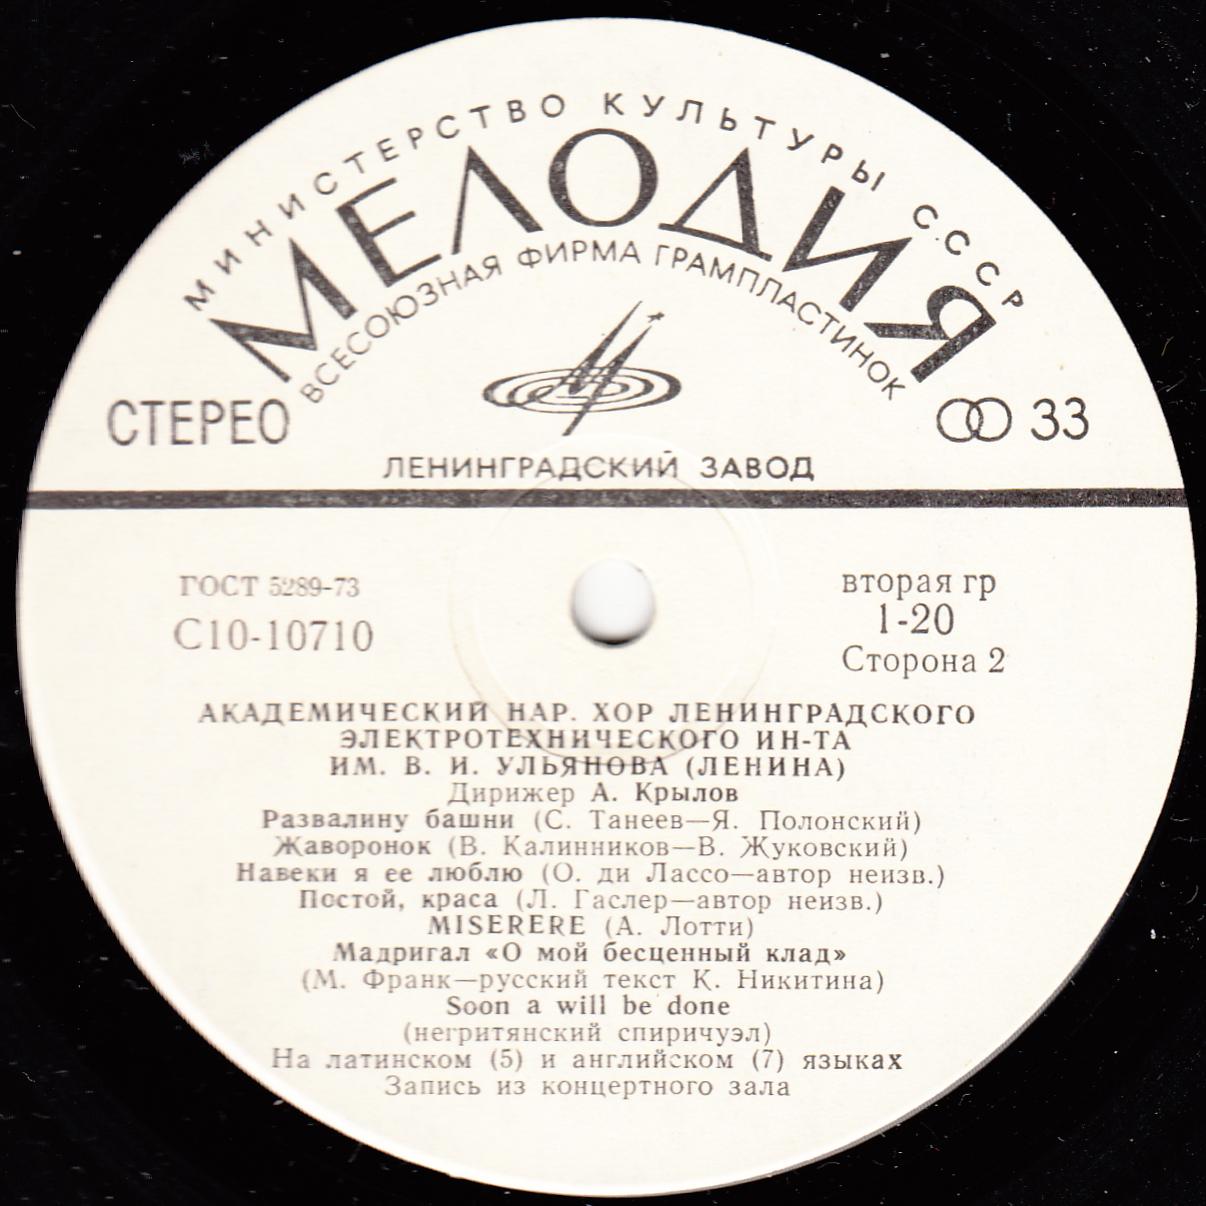 МИНИСТЕРСТВО КУЛЬТУРЫ СССР
МЕЛОДИЯ
ВСЕСОЮЗНАЯ ФИРМА ГРАМПЛАСТИНОК
СТЕРЕО
33
ЛЕНИНГРАДСКИЙ ЗАВОД
ГОСТ 5289-73
С10-10710
вторая гр
1-20
Сторона 2
АКАДЕМИЧЕСКИЙ НАР. ХОР ЛЕНИНГРАДСКОГО
ЭЛЕКТРОТЕХНИЧЕСКОГО ИН-ТА
ИМ. В. И. УЛЬЯНОВА (ЛЕНИНА)
Дирижер А. Крылов
Развалину башни (С. Танеев—Я. Полонский)
Жаворонок (В. Калинников—В. Жуковский)
Навеки я ее люблю (О. ди Лассо—автор неизв.)
Постой, краса (Л. Гаслер—автор неизв.)
MISERERE (А. Лотти)
Мадригал «О мой бесценный клад»
(М. Франк—русский текст К. Никитина)
Soon a will be done
(негритянский спиричуэл)
На латинском (5) и английском (7) языках
Запись из концертного зала